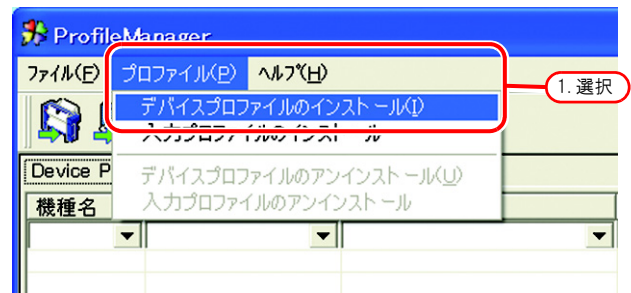 ProfileManager
ファイル(F) プロファイル(P) ヘルプ(H)
1. 選択
デバイスプロファイルのインストール(I)
入力プロファイルのインストール
Device P
デバイスプロファイルのアンインストール(U)
入力プロファイルのアンインストール
機種名